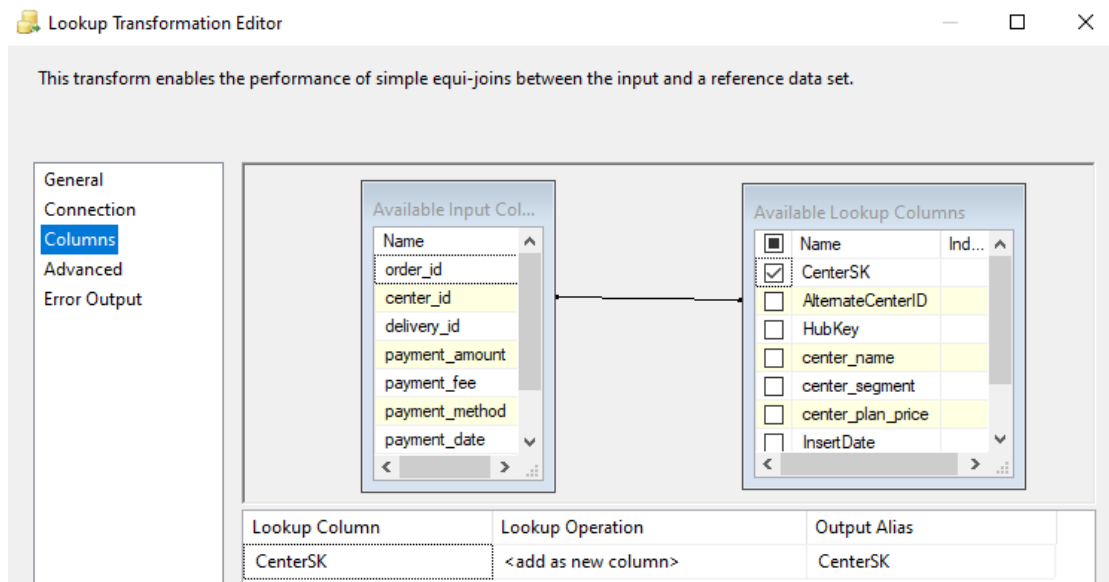 Lookup Transformation Editor
This transform enables the performance of simple equi-joins between the input and a reference data set.
General
Connection
Columns
Advanced
Error Output
Available Input Col...
Name
order_id
center_id
delivery_id
payment_amount
payment_fee
payment_method
payment_date
Available Lookup Columns
Name Ind...
CenterSK
AlternateCenterID
HubKey
center_name
center_segment
center_plan_price
InsertDate
Lookup Column Lookup Operation Output Alias
CenterSK <add as new column> CenterSK